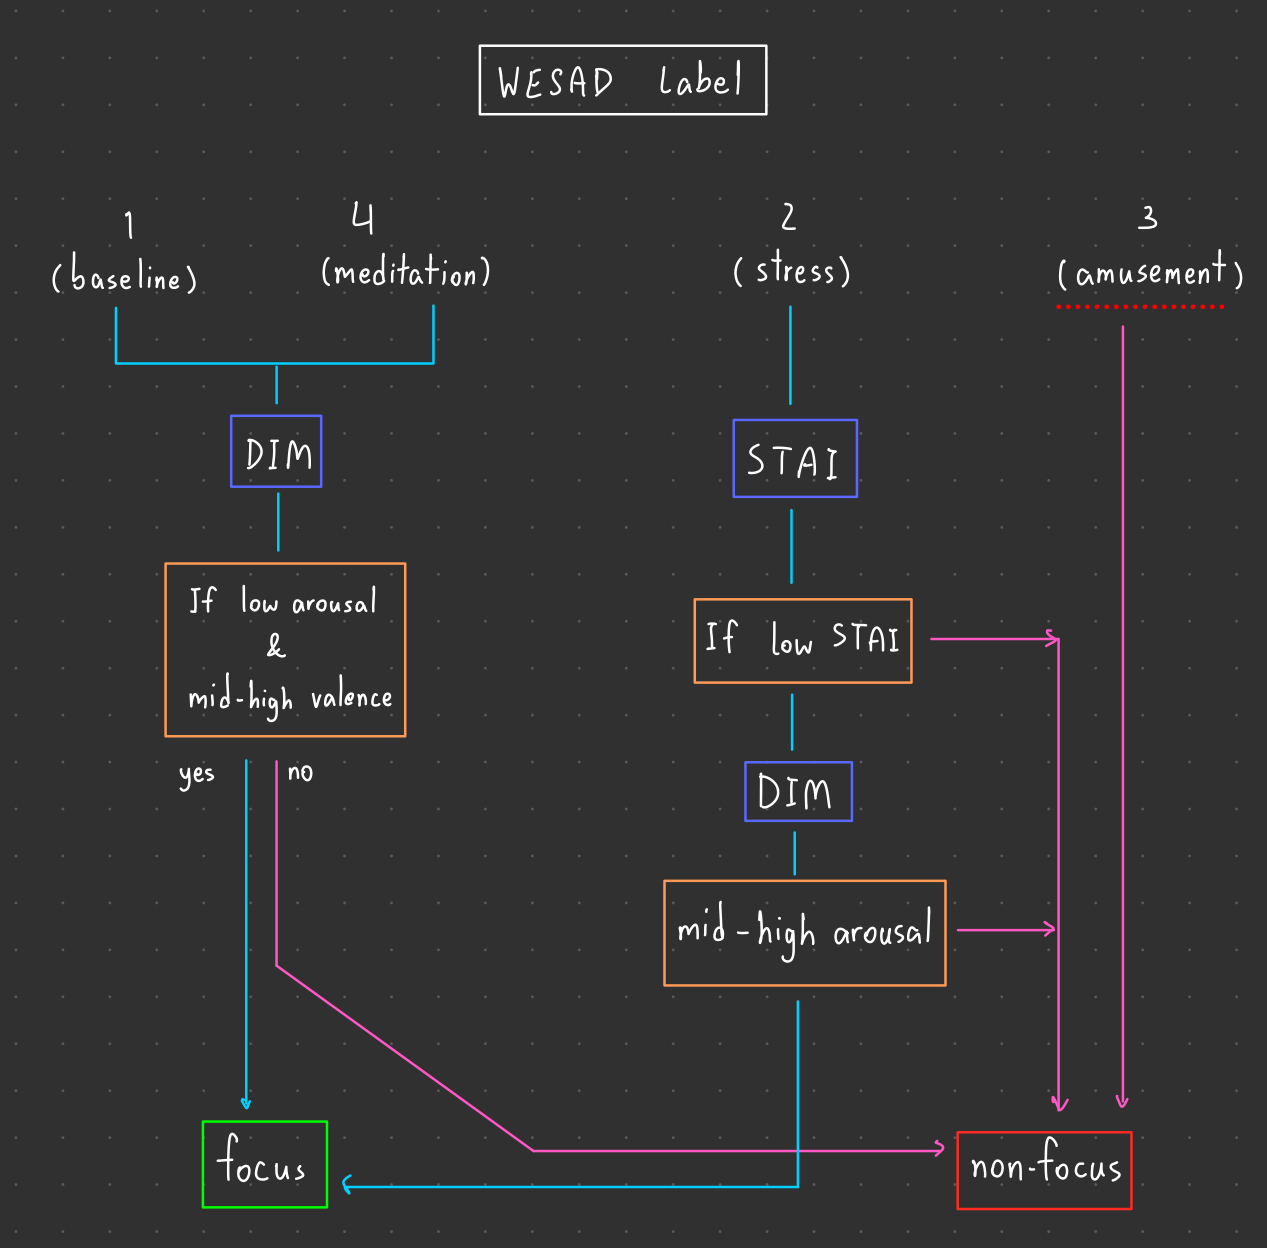 WESAD Label
1
(baseline)
4
(meditation)
2
(stress)
3
(amusement)
DIM
If low arousal
&
mid-high valence
yes
no
STAI
If low STAI
DIM
mid-high arousal
focus
non-focus